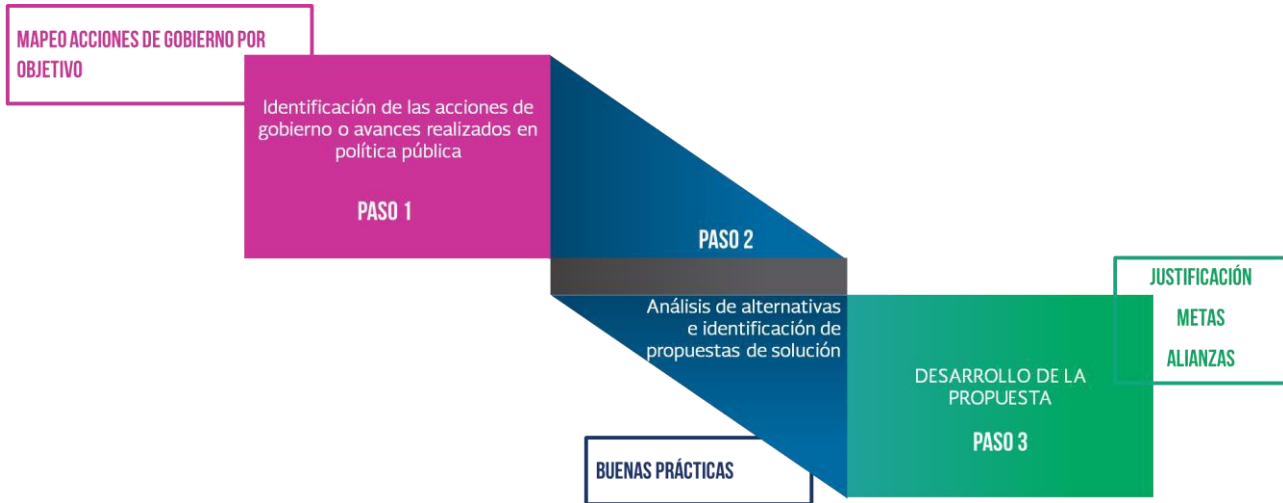 MAPEO ACCIONES DE GOBIERNO POR
OBJETIVO
Identificación de las acciones de
gobierno o avances realizados en
política pública
PASO 1
PASO 2
Análisis de alternativas
e identificación de
propuestas de solución
BUENAS PRÁCTICAS
DESARROLLO DE LA
PROPUESTA
PASO 3
JUSTIFICACIÓN
METAS
ALIANZAS